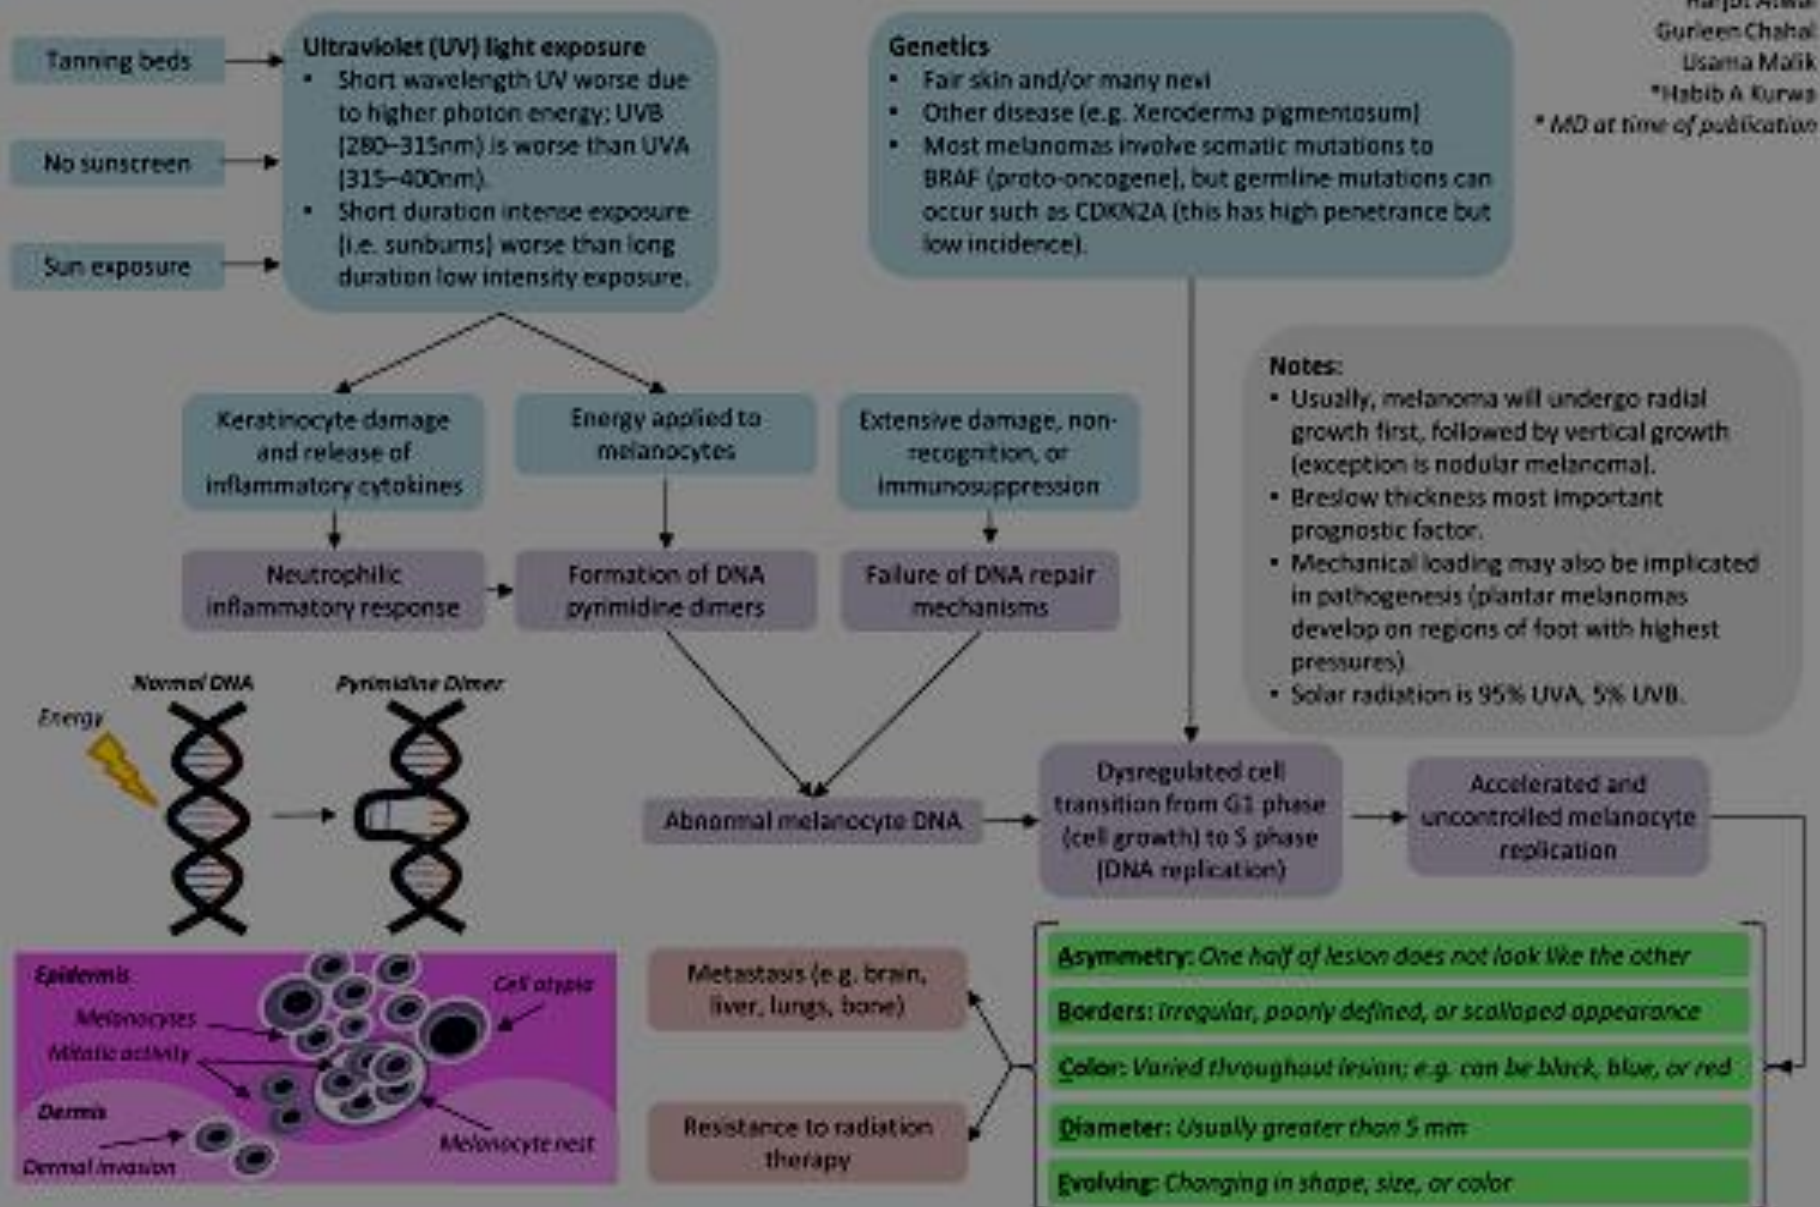 Gurleen Chahal
Usama Malik
*Habib A Kurwa
* MD at time of publication
Tanning beds
No sunscreen
Sun exposure
Ultraviolet (UV) light exposure
• Short wavelength UV worse due
to higher photon energy; UVB
(280–315nm) is worse than UVA
(315–400nm).
• Short duration intense exposure
(i.e. sunburns) worse than long
duration low intensity exposure.
Genetics
• Fair skin and/or many nevi
• Other disease (e.g. Xeroderma pigmentosum)
• Most melanomas involve somatic mutations to
BRAF (proto-oncogene), but germline mutations can
occur such as CDKN2A (this has high penetrance but
low incidence).
Keratinocyte damage
and release of
inflammatory cytokines
Energy applied to
melanocytes
Extensive damage, non-
recognition, or
immunosuppression
Notes:
• Usually, melanoma will undergo radial
growth first, followed by vertical growth
(exception is nodular melanoma).
• Breslow thickness most important
prognostic factor.
• Mechanical loading may also be implicated
in pathogenesis (plantar melanomas
develop on regions of foot with highest
pressures).
• Solar radiation is 95% UVA, 5% UVB.
Neutrophilic
inflammatory response
Formation of DNA
pyrimidine dimers
Failure of DNA repair
mechanisms
Normal DNA
Pyrimidine Dimer
Energy
Abnormal melanocyte DNA
Dysregulated cell
transition from G1 phase
(cell growth) to S phase
(DNA replication)
Accelerated and
uncontrolled melanocyte
replication
Epidermis
Melanocytes
Mitotic activity
Cell atypia
Dermis
Dermal invasion
Melanocyte nest
Metastasis (e.g. brain,
liver, lungs, bone)
Resistance to radiation
therapy
Asymmetry: One half of lesion does not look like the other
Borders: Irregular, poorly defined, or scalloped appearance
Color: Varied throughout lesion; e.g. can be black, blue, or red
Diameter: Usually greater than 5 mm
Evolving: Changing in shape, size, or color